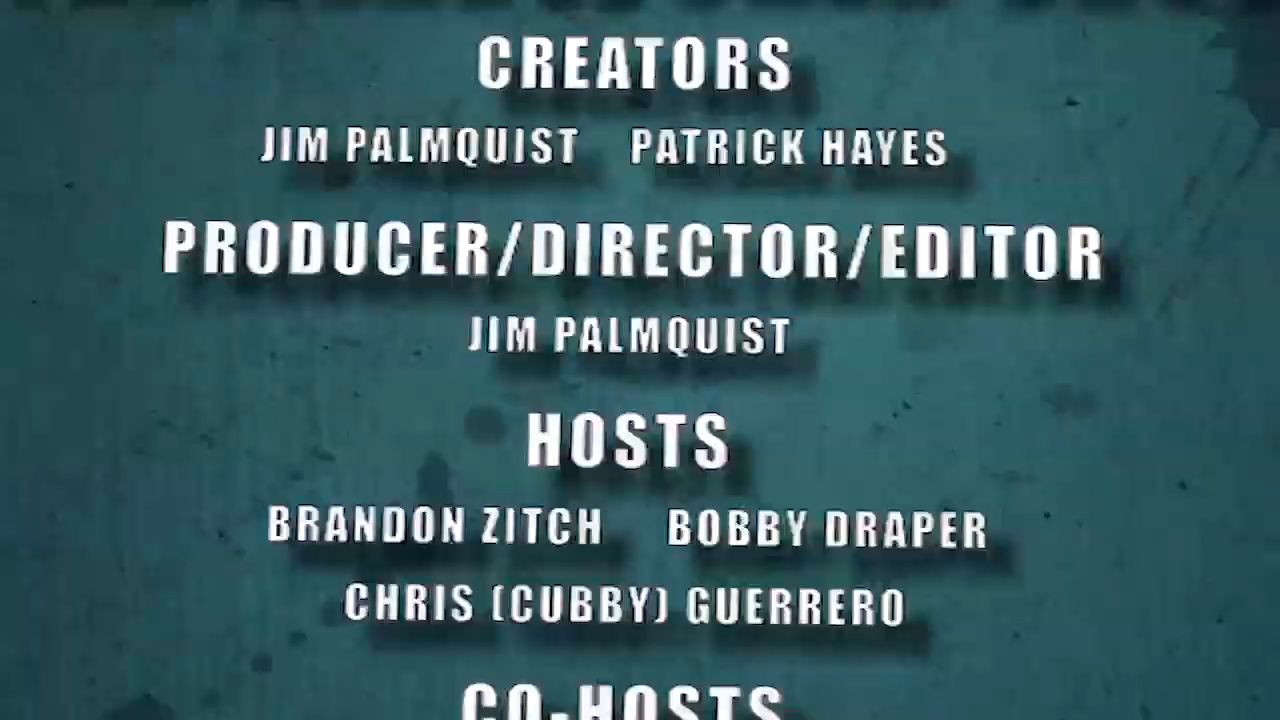 CREATORS
JIM PALMQUIST PATRICK HAYES
PRODUCER/DIRECTOR/EDITOR
JIM PALMQUIST
HOSTS
BRANDON ZITCH BOBBY DRAPER
CHRIS (CUBBY) GUERRERO
CO-HOSTS